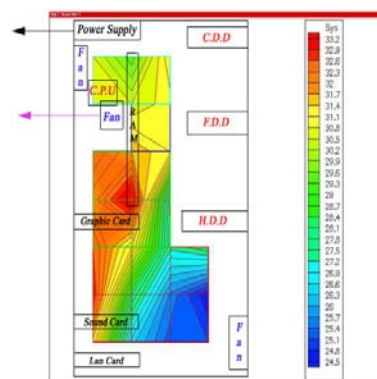 Sys
Power Supply
C.D.D
Fan
C.P.U
Fan
RAM
F.D.D
Graphic Card
H.D.D
Sound Card
Fan
Lan Card
33.2
32.9
32.6
32.3
32
31.7
31.4
31.1
30.8
30.5
30.2
29.9
29.6
29.3
29
28.7
28.4
28.1
27.8
27.5
27.2
26.9
26.6
26.3
26
25.7
25.4
25.1
24.8
24.5